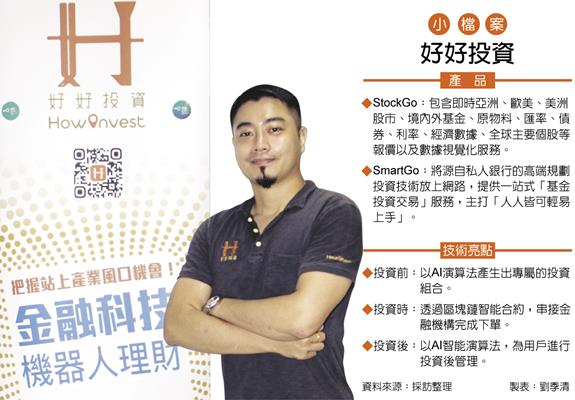 好好投資
HowInvest
把握站上產業風口機會！
金融科技
機器人理財
好好投資
HowInvest
小檔案
好好投資
產品
◆StockGo：包含即時亞洲、歐美、美洲
股市、境內外基金、原物料、匯率、債
券、利率、經濟數據、全球主要個股等
報價以及數據視覺化服務。
◆SmartGo：將源自私人銀行的高端規劃
投資技術放上網路，提供一站式「基金
投資交易」服務，主打「人人皆可輕易
上手」。
技術亮點
◆投資前：以AI演算法產生出專屬的投資
組合。
◆投資時：透過區塊鏈智能合約，串接金
融機構完成下單。
◆投資後：以AI智能演算法，為用戶進行
投資後管理。
資料來源：採訪整理
製表：劉季清